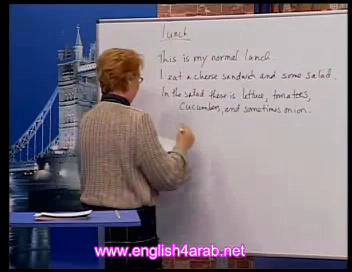 lunch
This is my normal lunch.
I eat a cheese sandwich and some salad.
In the salad there is lettuce, tomatoes,
cucumbers, and sometimes onion.
www.english4arab.net